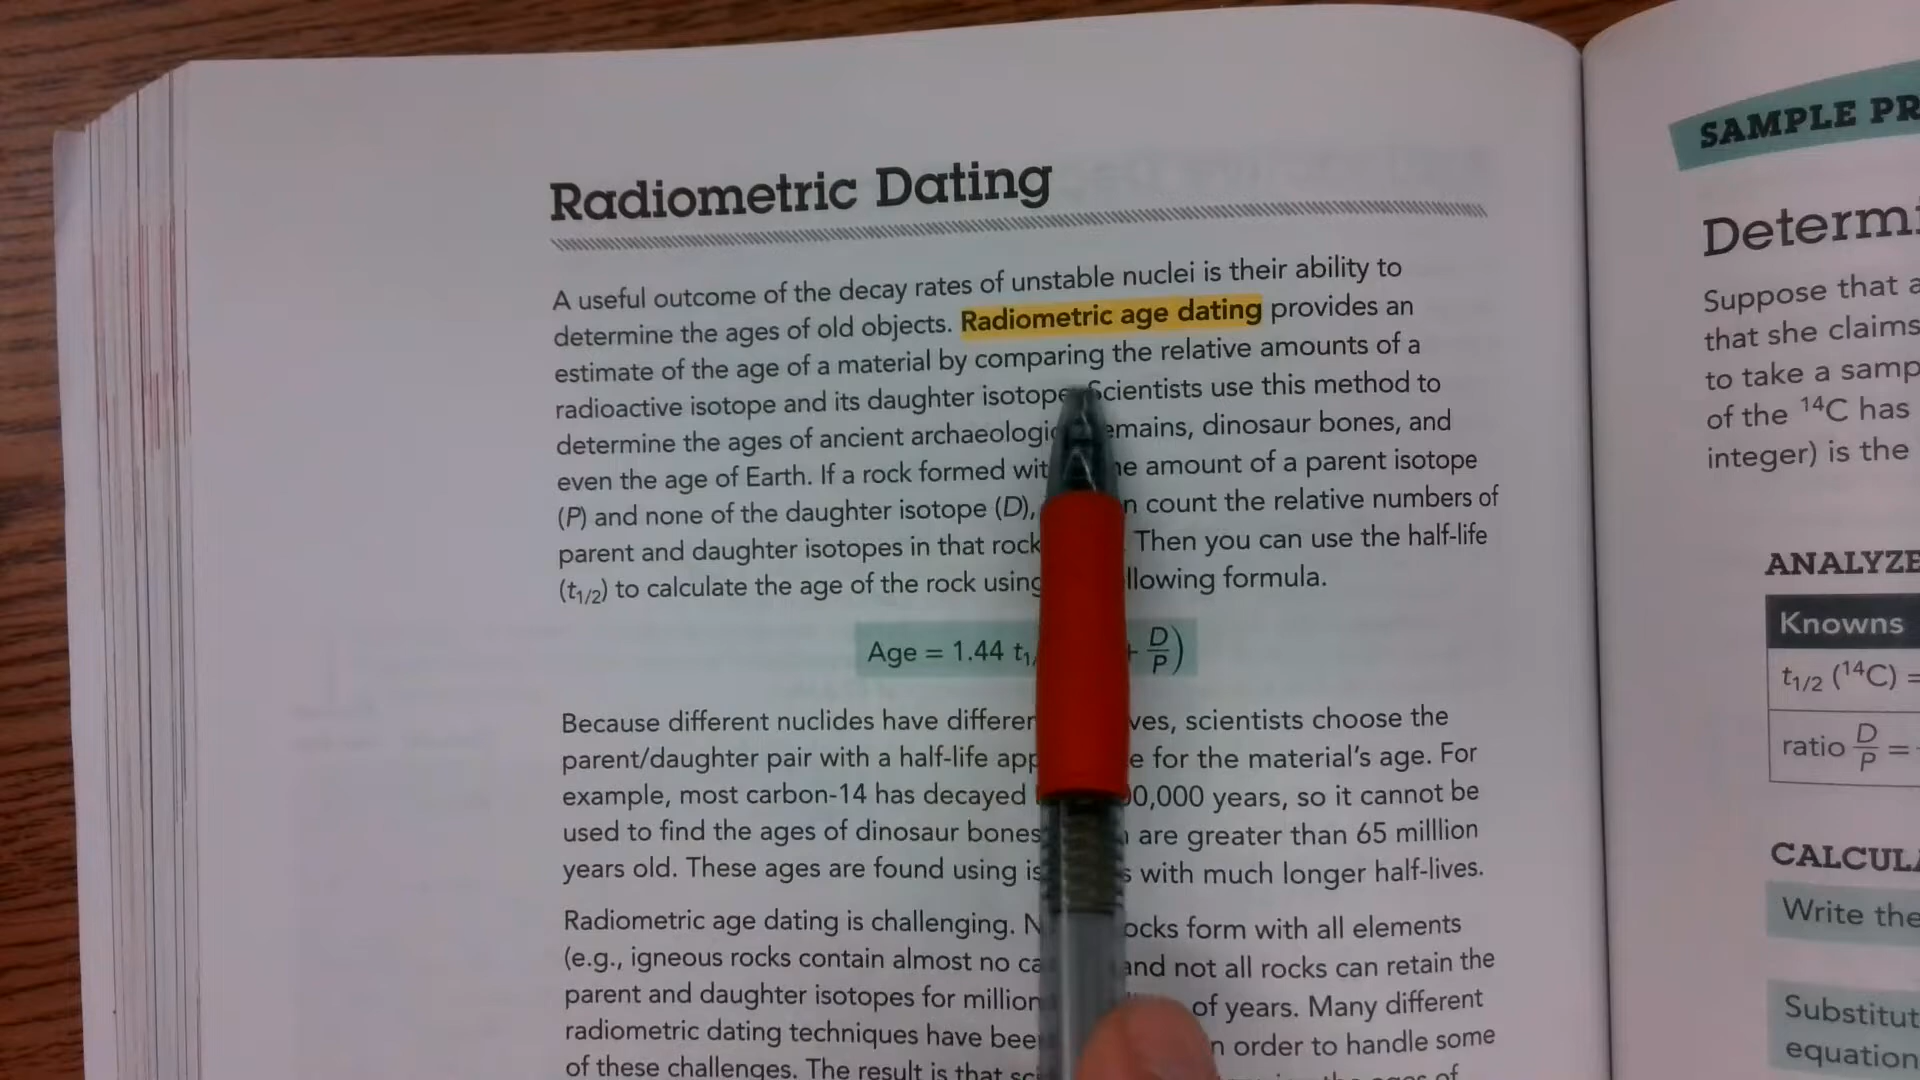 Radiometric Dating
A useful outcome of the decay rates of unstable nuclei is their ability to
determine the ages of old objects. Radiometric age dating provides an
estimate of the age of a material by comparing the relative amounts of a
radioactive isotope and its daughter isotope. Scientists use this method to
determine the ages of ancient archaeologic emains, dinosaur bones, and
even the age of Earth. If a rock formed wit e amount of a parent isotope
(P) and none of the daughter isotope (D), n count the relative numbers of
parent and daughter isotopes in that rock Then you can use the half-life
(t1/2) to calculate the age of the rock using llowing formula.
Age = 1.44 t1/ + D/P)
Because different nuclides have differen ves, scientists choose the
parent/daughter pair with a half-life app e for the material's age. For
example, most carbon-14 has decayed 0,000 years, so it cannot be
used to find the ages of dinosaur bones are greater than 65 milllion
years old. These ages are found using is s with much longer half-lives.
Radiometric age dating is challenging. N ocks form with all elements
(e.g., igneous rocks contain almost no ca and not all rocks can retain the
parent and daughter isotopes for million of years. Many different
radiometric dating techniques have bee n order to handle some
of these challenges. The result is that sci ages of
SAMPLE PR
Determi
Suppose that a
that she claims
to take a samp
of the 14C has
integer) is the
ANALYZE
Knowns
t1/2 (14C) =
ratio D/P =
CALCULA
Write the
Substitut
equation